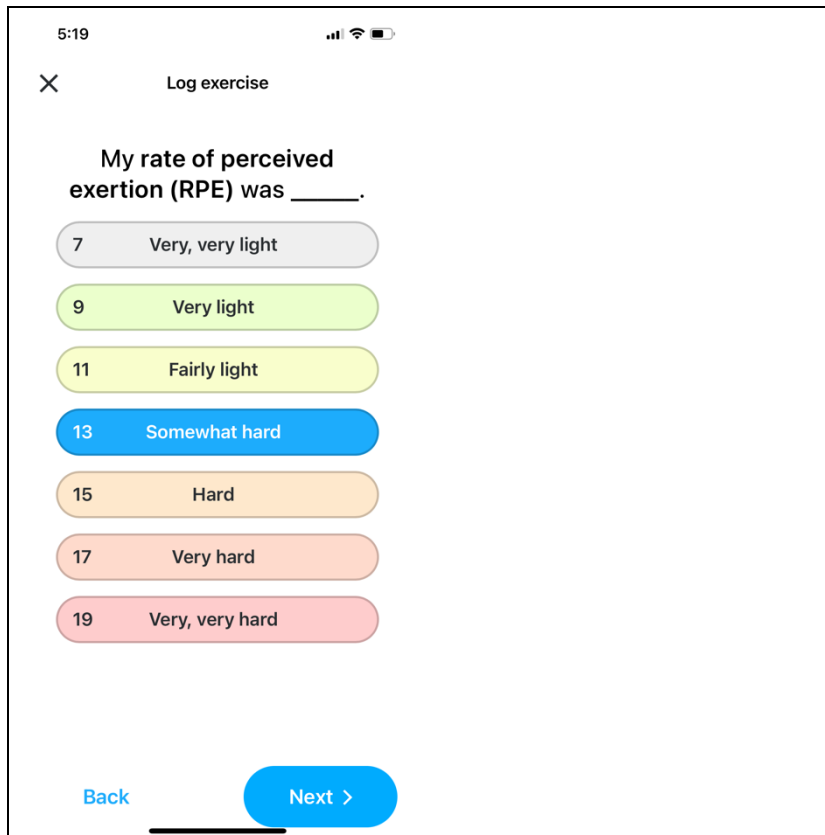 5:19
Log exercise
My rate of perceived
exertion (RPE) was ______.
7 Very, very light
9 Very light
11 Fairly light
13 Somewhat hard
15 Hard
17 Very hard
19 Very, very hard
Back Next >